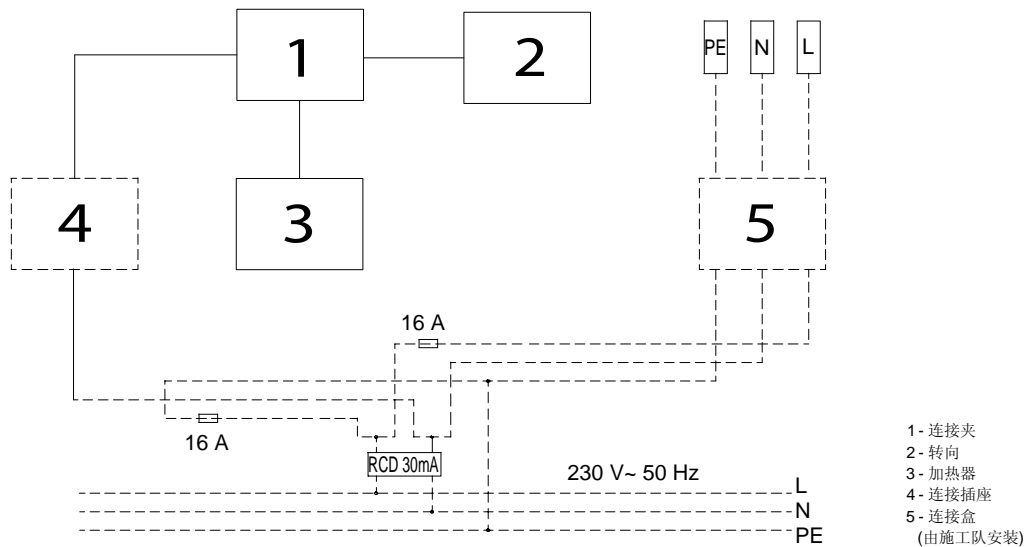 1
2
PE
N
L
4
3
5
16 A
16 A
RCD 30mA
230 V~ 50 Hz
L
N
PE
1 - 连接夹
2 - 转向
3 - 加热器
4 - 连接插座
5 - 连接盒
(由施工队安装)